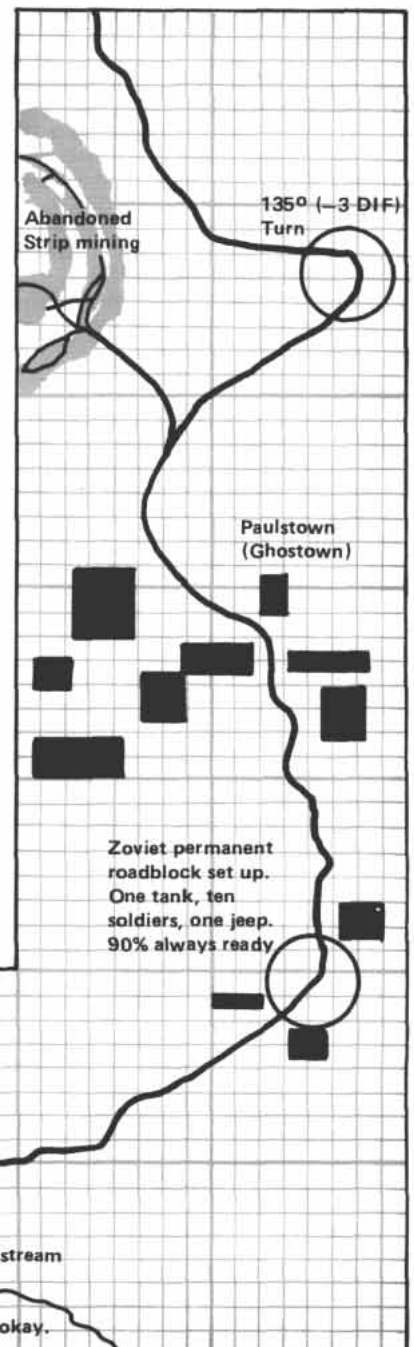 135º (−3 DIF)
Turn
Abandoned
Strip mining
Paulstown
(Ghostown)
Zoviet permanent
roadblock set up.
One tank, ten
soldiers, one jeep.
90% always ready
stream
okay.